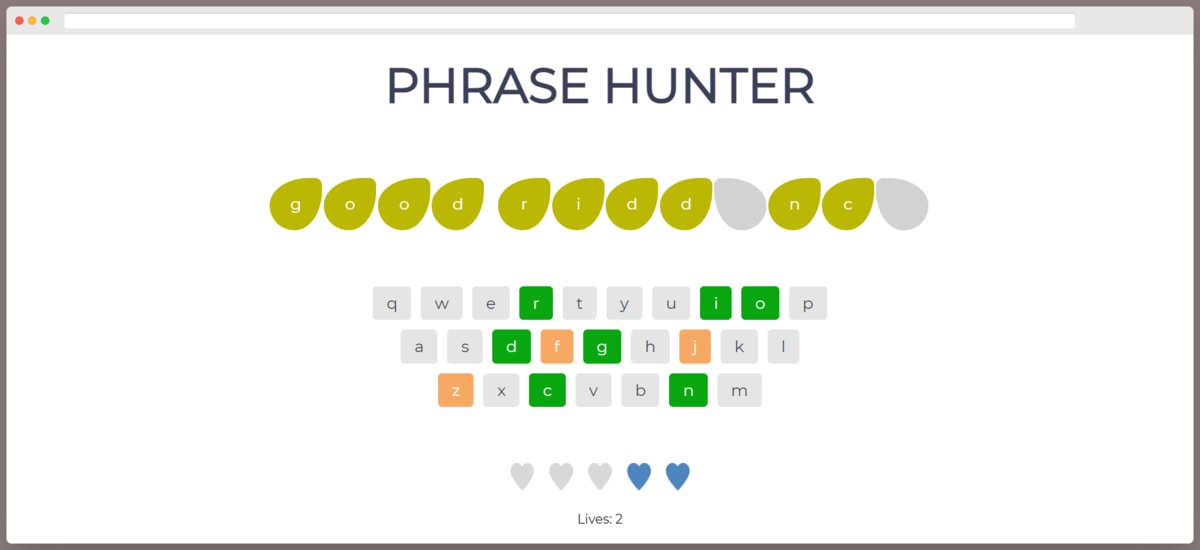 PHRASE HUNTER
g o o d r i d d n c
q w e r t y u i o p
a s d f g h j k l
z x c v b n m
Lives: 2